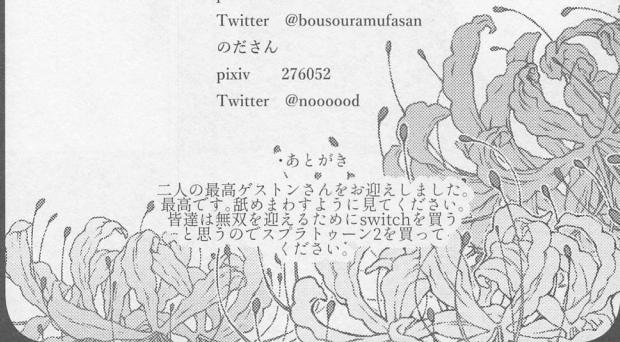 Twitter @bousouramufasan
のださん
pixiv 276052
Twitter @noooood
・あとがき
二人の最高ゲストンさんをお迎えしました。
最高です。舐めまわすように見てください。
皆達は無双を迎えるためにswitchを買う
と思うのでスプラトゥーン2を買って
ください。